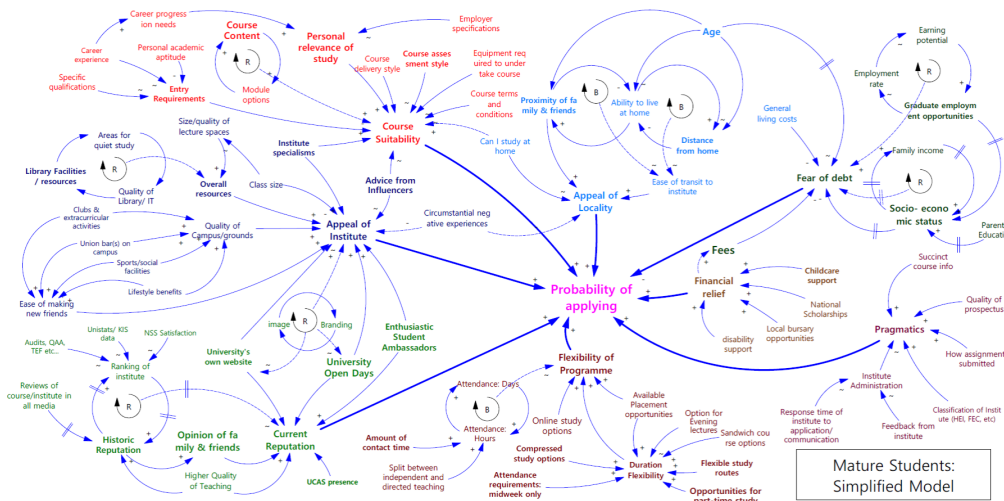 Career progress
ion needs
Course
Content
Personal
relevance of
study
Employer
specifications
Career
experience
Personal academic
aptitude
Specific
qualifications
Entry
Requirements
R
Module
options
Course
delivery style
Course asses
sment style
Equipment req
uired to under
take course
Course terms
and
conditions
Course
Suitability
Age
Proximity of fa
mily & friends
B
Ability to live
at home
B
Can I study at
home
Distance
from home
Ease of transit to
institute
Appeal of
Locality
General
living costs
Earning
potential
Employment
rate
R
Graduate employm
ent opportunities
Family income
R
Fear of debt
Socio- econo
mic status
Parent
Educati
Size/quality of
lecture spaces
Areas for
quiet study
Library Facilities
/ resources
R
Quality of
Library/ IT
Overall
resources
Institute
specialisms
Class size
Advice from
Influencers
Clubs &
extracurricular
activities
Quality of
Campus/grounds
Appeal of
Institute
Circumstantial neg
ative experiences
Union bar(s) on
campus
Sports/social
facilities
Lifestyle benefits
Ease of making
new friends
Probability of
applying
Fees
Financial
relief
Childcare
support
National
Scholarships
Local bursary
opportunities
disability
support
Succinct
course info
Quality of
prospectus
Pragmatics
How assignment
submitted
Institute
Administration
Response time of
institute to
application/
communication
Feedback from
institute
Classification of Instit
ute (HEI, FEC, etc)
Unistats/ KIS
data
NSS Satisfaction
Audits, QAA,
TEF etc...
Ranking of
institute
Reviews of
course/institute in
all media
R
Historic
Reputation
Opinion of fa
mily & friends
Higher Quality
of Teaching
Current
Reputation
UCAS presence
University's
own website
image
R
Branding
University
Open Days
Enthusiastic
Student
Ambassadors
Flexibility of
Programme
Attendance: Days
B
Attendance:
Hours
Amount of
contact time
Split between
independent and
directed teaching
Online study
options
Compressed
study options
Attendance
requirements:
midweek only
Available
Placement
opportunities
Option for
Evening
lectures
Sandwich cou
rse options
Duration
Flexibility
Flexible study
routes
Opportunities for
part-time study
Mature Students:
Simplified Model